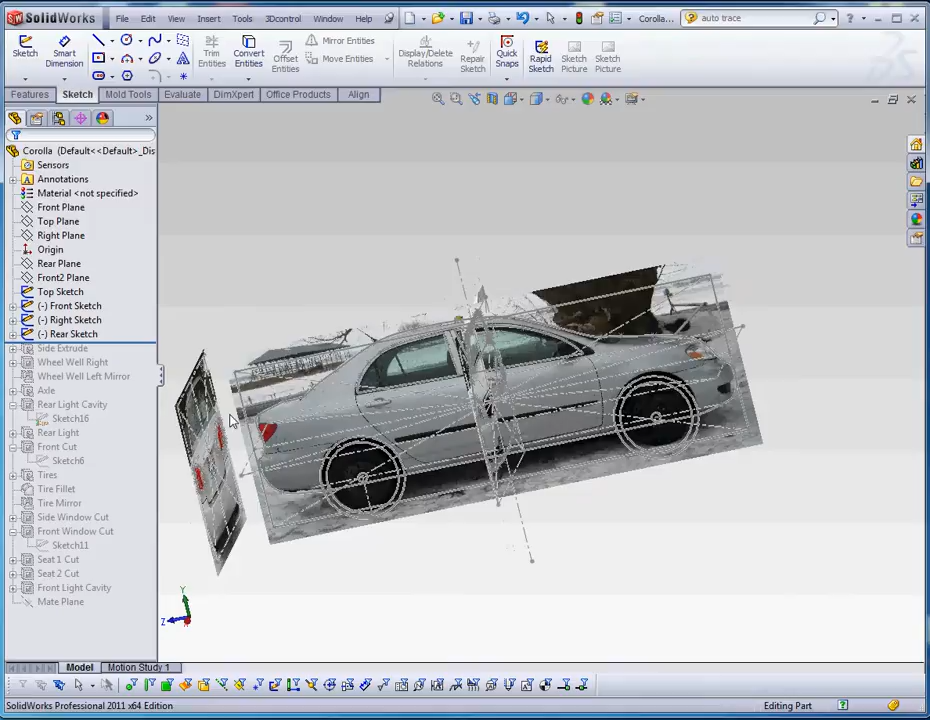 SolidWorks File Edit View Insert Tools 3Dcontrol Window Help Corolla... auto trace
Sketch Smart Dimension Trim Entities Convert Entities Offset Entities Mirror Entities Move Entities Display/Delete Relations Repair Sketch Quick Snaps Rapid Sketch Sketch Picture Sketch Picture
Features Sketch Mold Tools Evaluate DimXpert Office Products Align
Corolla (Default<<Default>_Dis
Sensors
Annotations
Material <not specified>
Front Plane
Top Plane
Right Plane
Origin
Rear Plane
Front2 Plane
Top Sketch
(-) Front Sketch
(-) Right Sketch
(-) Rear Sketch
Side Extrude
Wheel Well Right
Wheel Well Left Mirror
Axle
Rear Light Cavity
Sketch16
Rear Light
Front Cut
Sketch6
Tires
Tire Fillet
Tire Mirror
Side Window Cut
Front Window Cut
Sketch11
Seat 1 Cut
Seat 2 Cut
Front Light Cavity
Mate Plane
Y
Z
Model Motion Study 1
SolidWorks Professional 2011 x64 Edition Editing Part